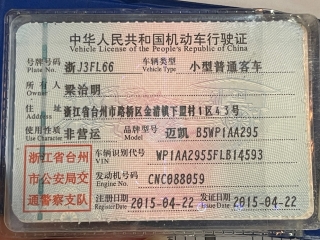 中华人民共和国机动车行驶证
Vehicle License of the People's Republic of China
号牌号码 浙J3FL66 车辆类型 小型普通客车
Plate No. Vehicle Type
所有人 梁治明
Owner
住址 浙江省台州市路桥区金清镇下盟村1区43号
Address
使用性质 非营运 品牌型号 迈凯 B5WP1AA295
Use Character Model
浙江省台州 车辆识别代号 WP1AA2955FLB14593
VIN
市公安局交 发动机号码 CNC088059
Engine No.
通警察支队 注册日期 2015-04-22 发证日期 2015-04-22
Register Date Issue Date